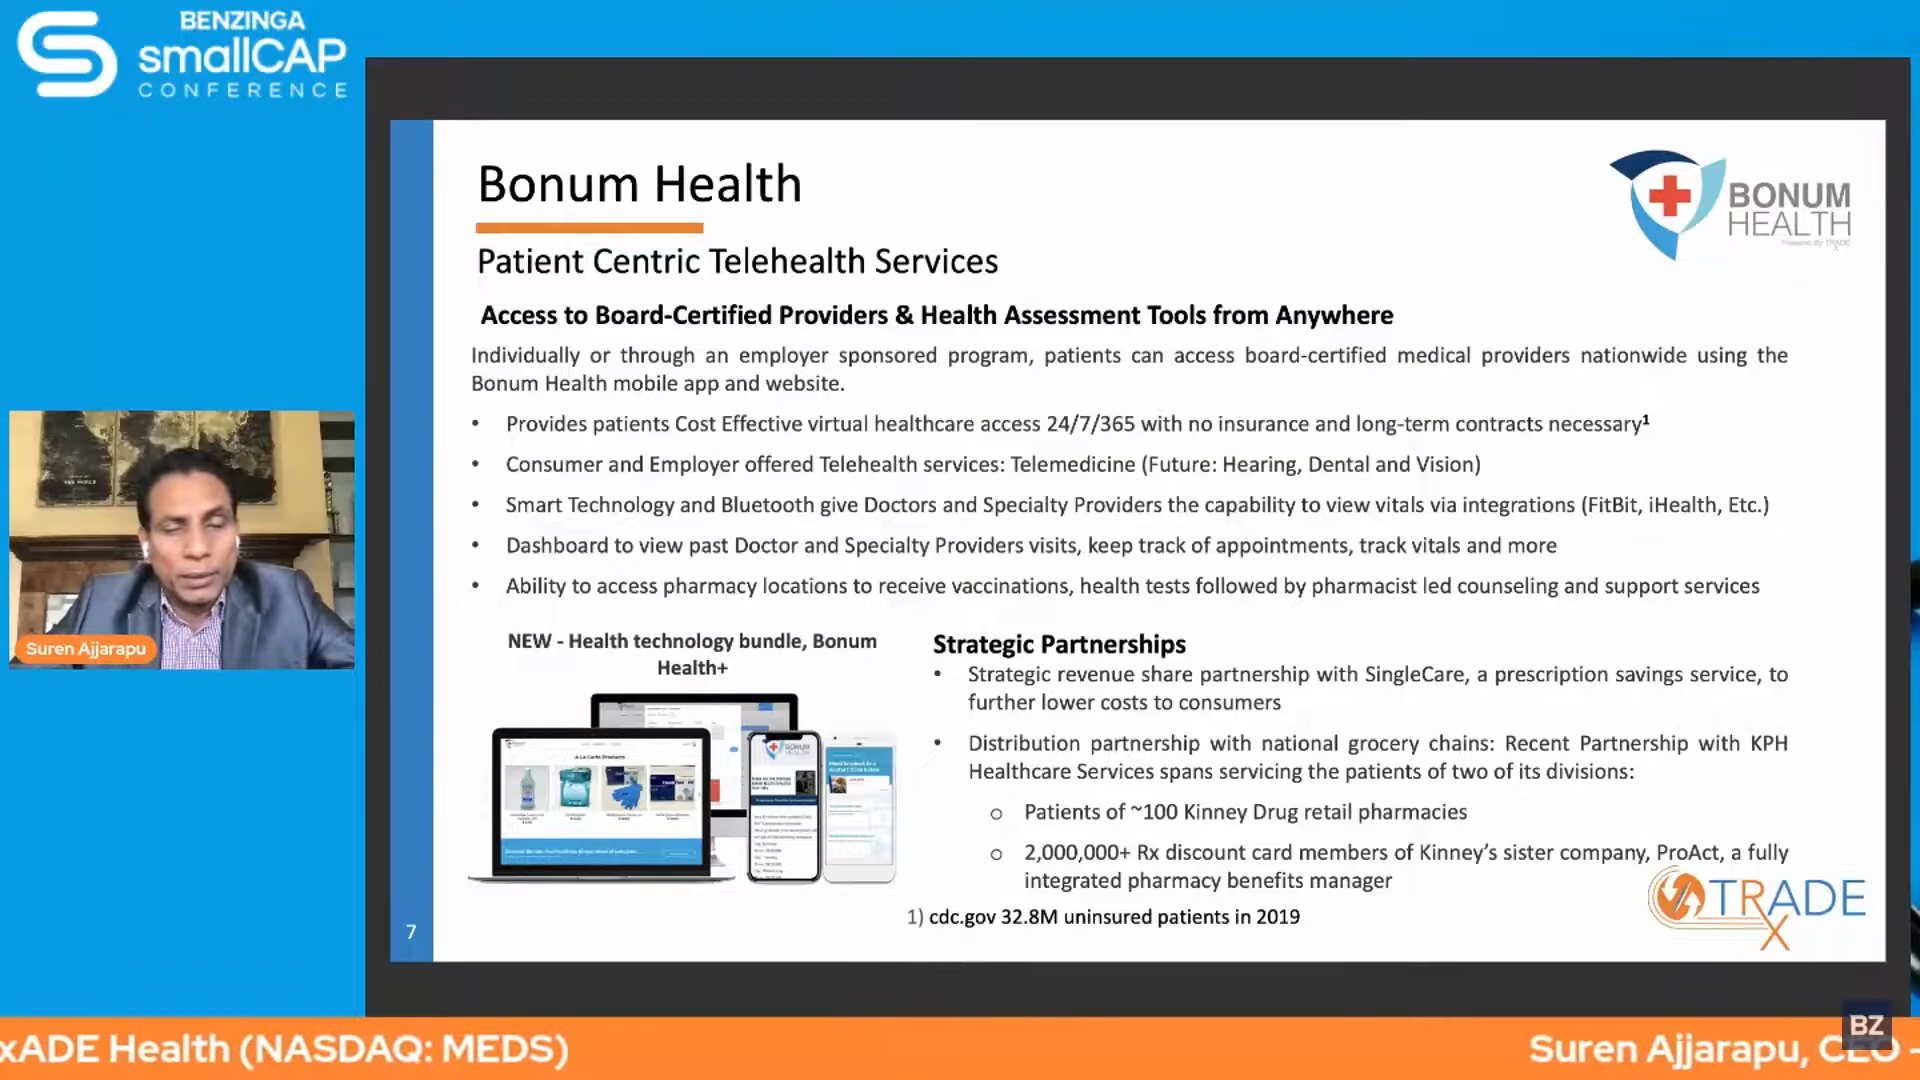 BENZINGA
smallCAP
CONFERENCE
Bonum Health
BONUM
HEALTH
Patient Centric Telehealth Services
Access to Board-Certified Providers & Health Assessment Tools from Anywhere
Individually or through an employer sponsored program, patients can access board-certified medical providers nationwide using the
Bonum Health mobile app and website.
• Provides patients Cost Effective virtual healthcare access 24/7/365 with no insurance and long-term contracts necessary¹
• Consumer and Employer offered Telehealth services: Telemedicine (Future: Hearing, Dental and Vision)
• Smart Technology and Bluetooth give Doctors and Specialty Providers the capability to view vitals via integrations (FitBit, iHealth, Etc.)
• Dashboard to view past Doctor and Specialty Providers visits, keep track of appointments, track vitals and more
• Ability to access pharmacy locations to receive vaccinations, health tests followed by pharmacist led counseling and support services
NEW - Health technology bundle, Bonum
Health+
A La Carte Products
BONUM
HEALTH
Strategic Partnerships
• Strategic revenue share partnership with SingleCare, a prescription savings service, to
further lower costs to consumers
• Distribution partnership with national grocery chains: Recent Partnership with KPH
Healthcare Services spans servicing the patients of two of its divisions:
o Patients of ~100 Kinney Drug retail pharmacies
o 2,000,000+ Rx discount card members of Kinney's sister company, ProAct, a fully
integrated pharmacy benefits manager
1) cdc.gov 32.8M uninsured patients in 2019
TRxADE
7
Suren Ajjarapu
BZ
xADE Health (NASDAQ: MEDS)
Suren Ajjarapu, CEO -